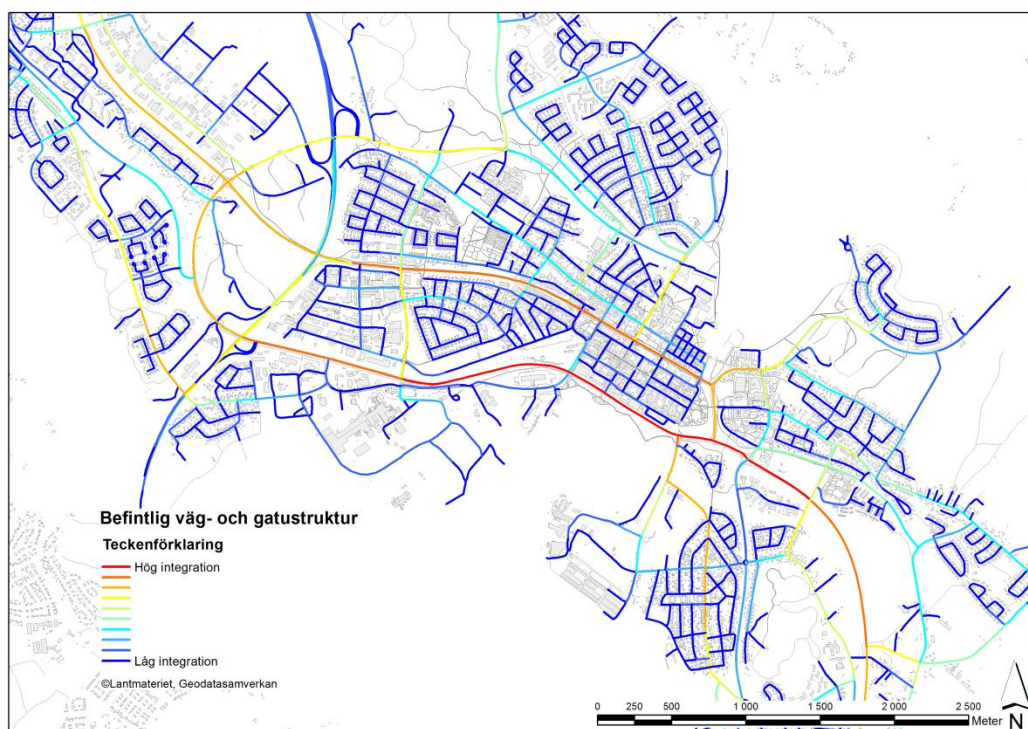 Befintlig väg- och gatustruktur
Teckenförklaring
Hög integration
Låg integration
©Lantmateriet, Geodatasamverkan
0 250 500 1 000 1 500 2 000 2 500
Meter
N